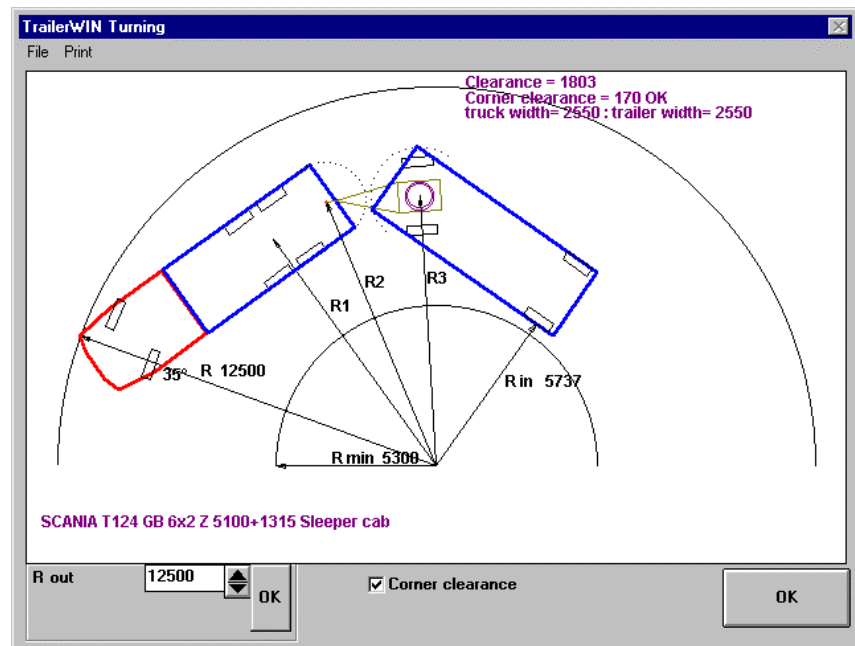 TrailerWIN Turning
File Print
Clearance = 1803
Corner clearance = 170 OK
truck width= 2550 : trailer width= 2550
R2
R3
R1
35º R 12500
R in 5737
R min 5300
SCANIA T124 GB 6x2 Z 5100+1315 Sleeper cab
R out 12500 OK
Corner clearance
OK